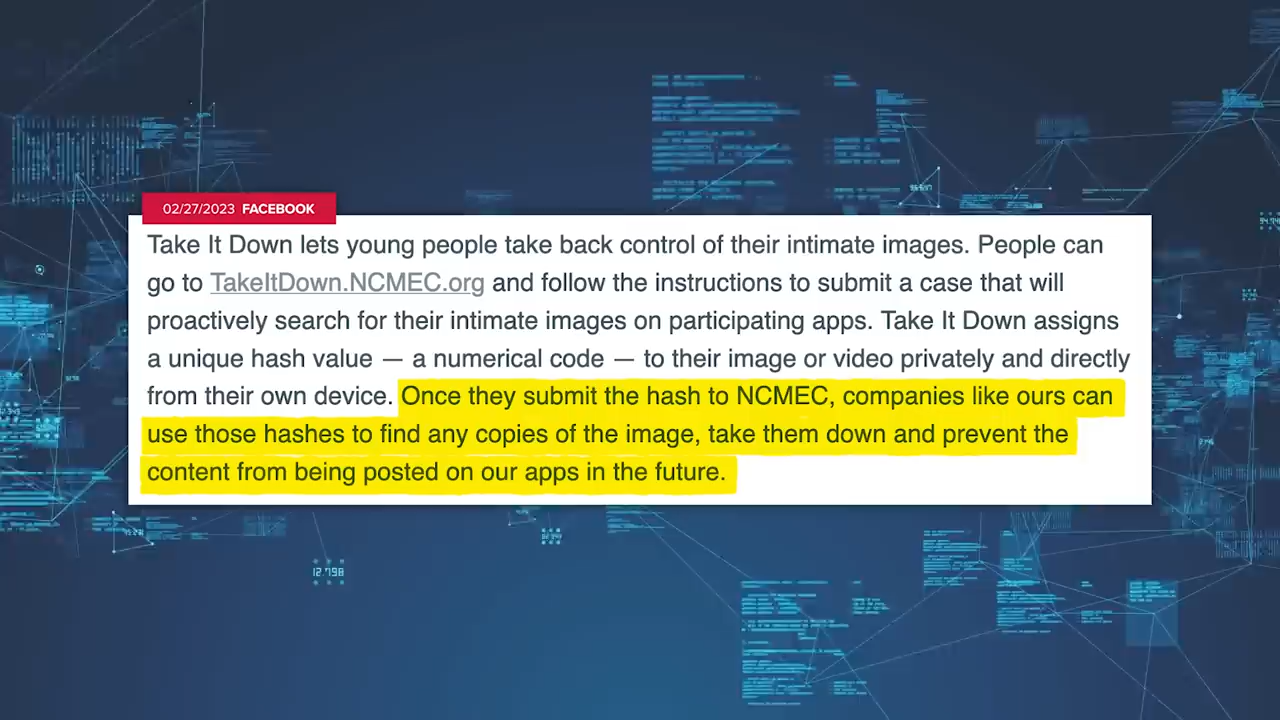 02/27/2023 FACEBOOK
Take It Down lets young people take back control of their intimate images. People can
go to TakeItDown.NCMEC.org and follow the instructions to submit a case that will
proactively search for their intimate images on participating apps. Take It Down assigns
a unique hash value — a numerical code — to their image or video privately and directly
from their own device. Once they submit the hash to NCMEC, companies like ours can
use those hashes to find any copies of the image, take them down and prevent the
content from being posted on our apps in the future.
12.798